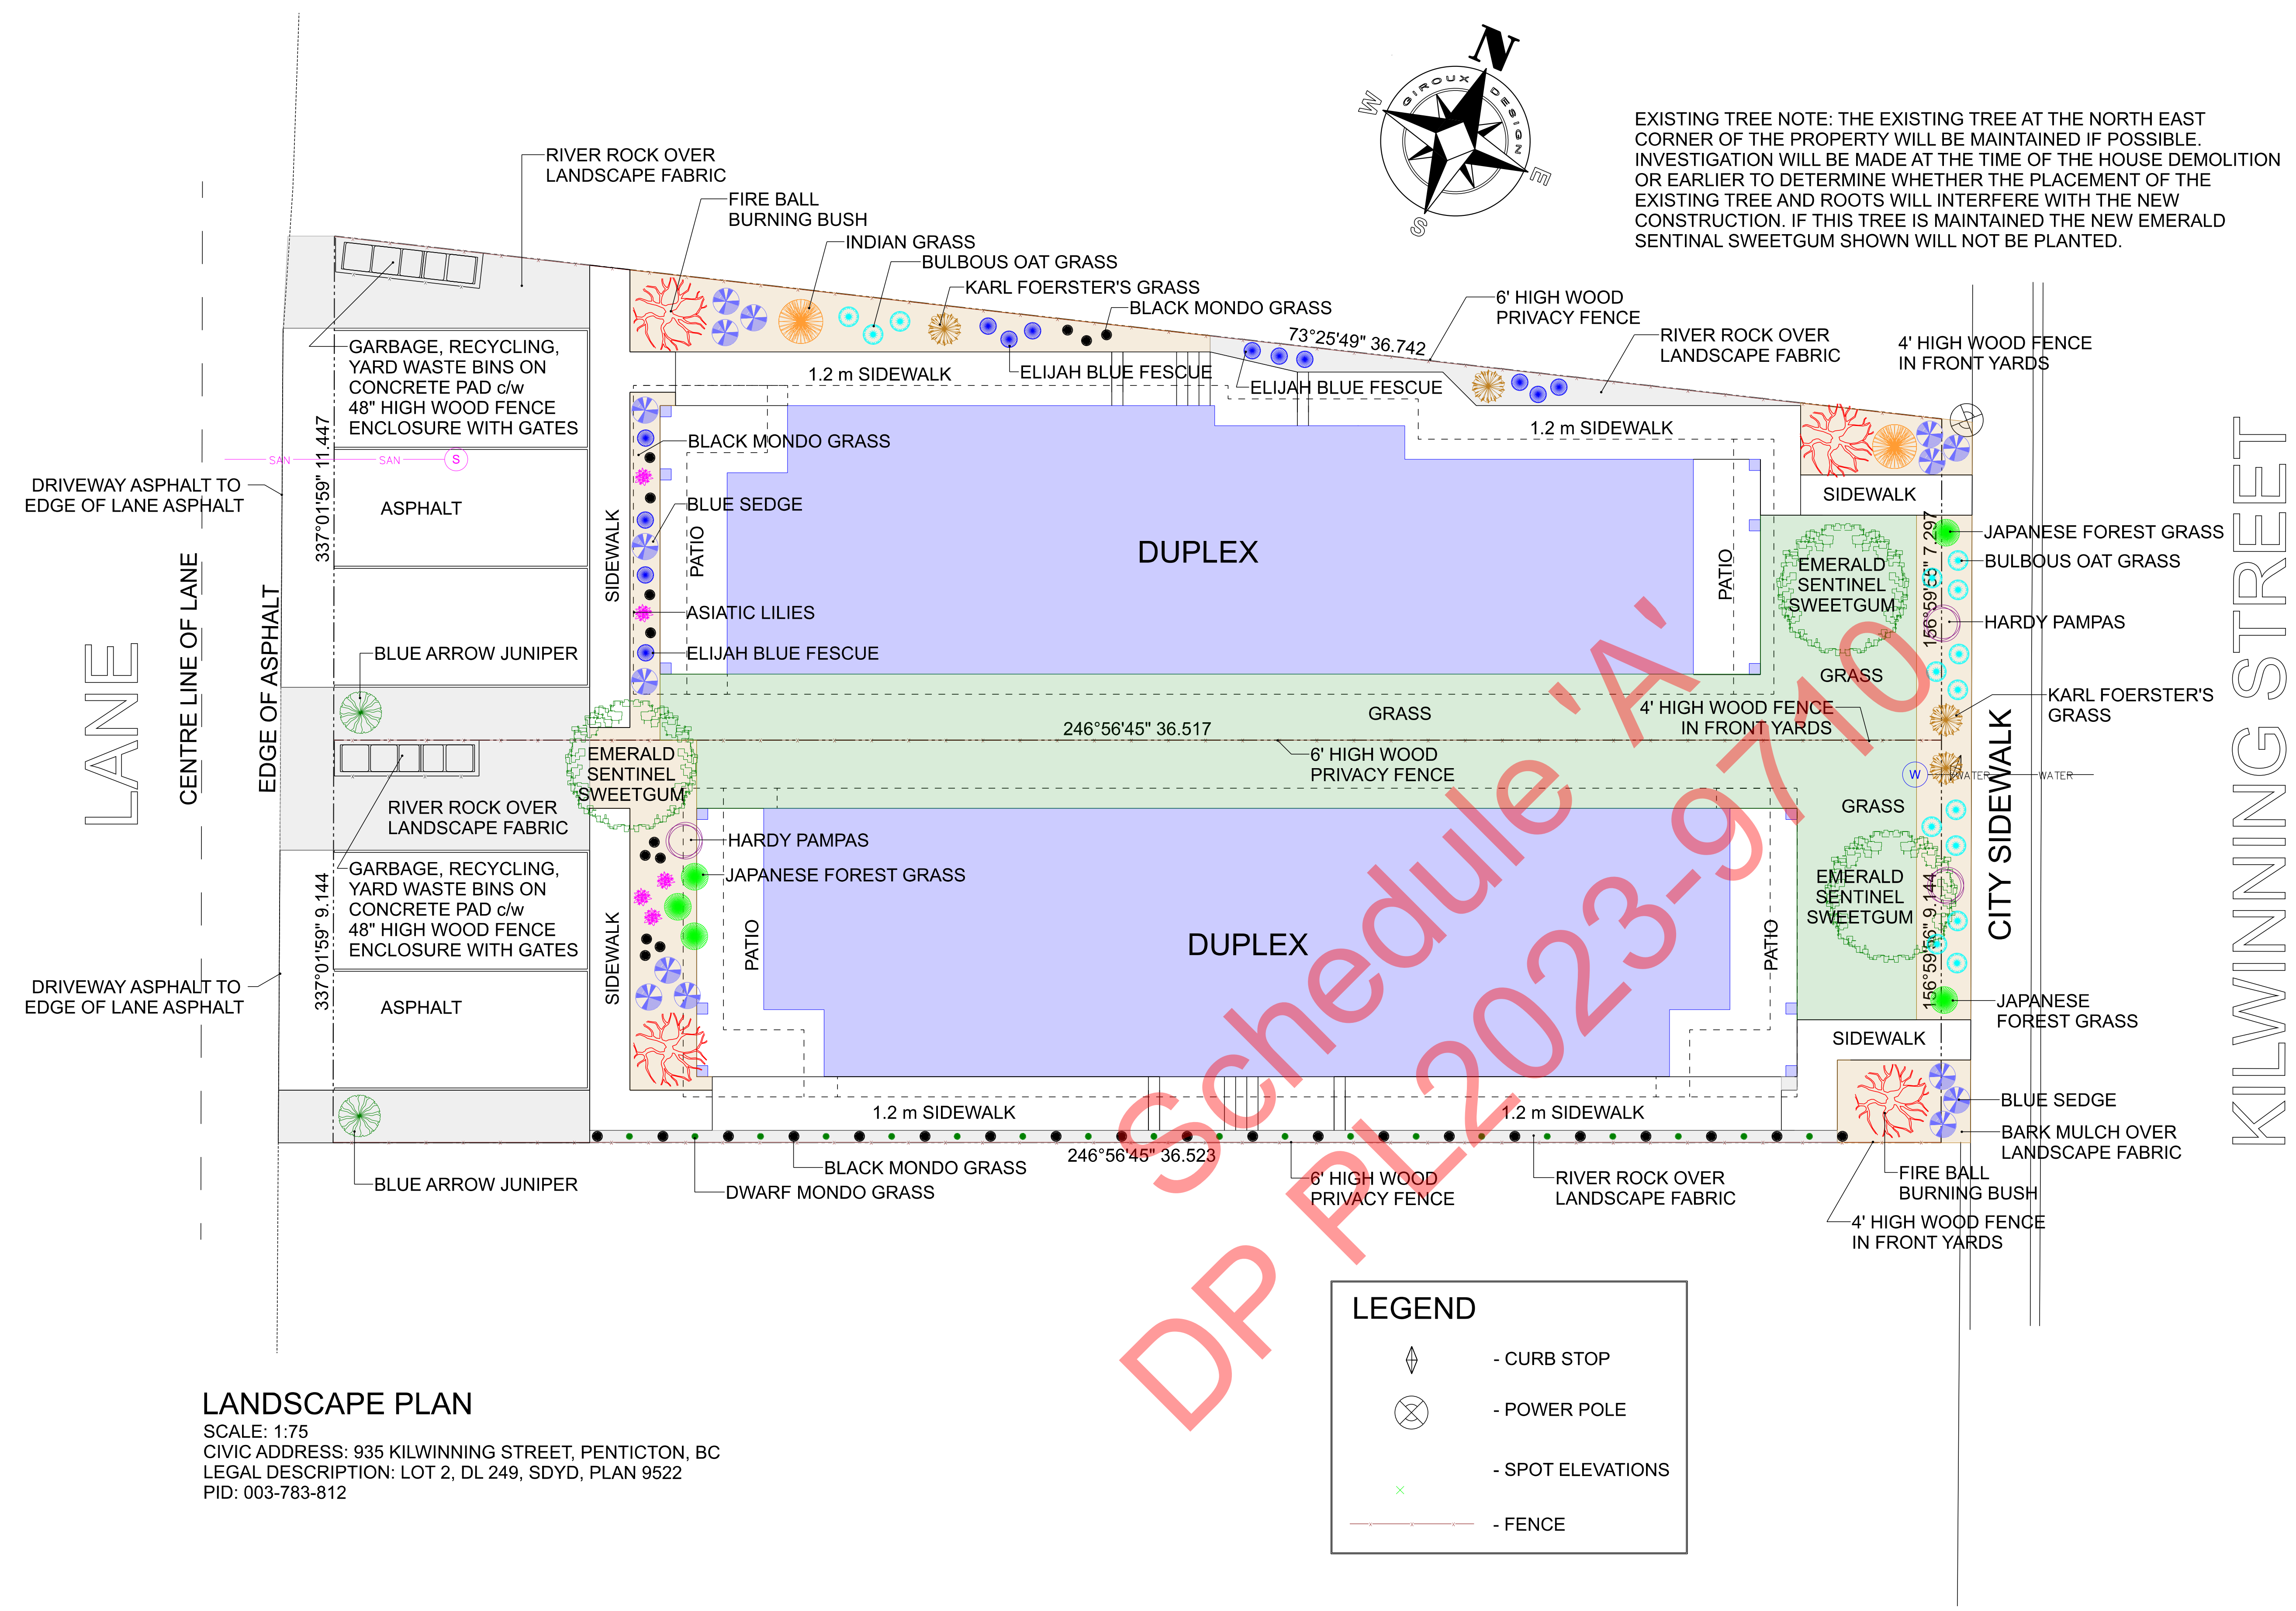 N
W
E
S
GIROUX DESIGN
EXISTING TREE NOTE: THE EXISTING TREE AT THE NORTH EAST
CORNER OF THE PROPERTY WILL BE MAINTAINED IF POSSIBLE.
INVESTIGATION WILL BE MADE AT THE TIME OF THE HOUSE DEMOLITION
OR EARLIER TO DETERMINE WHETHER THE PLACEMENT OF THE
EXISTING TREE AND ROOTS WILL INTERFERE WITH THE NEW
CONSTRUCTION. IF THIS TREE IS MAINTAINED THE NEW EMERALD
SENTINAL SWEETGUM SHOWN WILL NOT BE PLANTED.
RIVER ROCK OVER
LANDSCAPE FABRIC
FIRE BALL
BURNING BUSH
INDIAN GRASS
BULBOUS OAT GRASS
KARL FOERSTER'S GRASS
BLACK MONDO GRASS
6' HIGH WOOD
PRIVACY FENCE
73°25'49" 36.742
RIVER ROCK OVER
LANDSCAPE FABRIC
4' HIGH WOOD FENCE
IN FRONT YARDS
GARBAGE, RECYCLING,
YARD WASTE BINS ON
CONCRETE PAD c/w
48" HIGH WOOD FENCE
ENCLOSURE WITH GATES
1.2 m SIDEWALK
ELIJAH BLUE FESCUE
ELIJAH BLUE FESCUE
1.2 m SIDEWALK
337°01'59" 11.447
SAN
SAN
S
BLACK MONDO GRASS
DRIVEWAY ASPHALT TO
EDGE OF LANE ASPHALT
ASPHALT
SIDEWALK
BLUE SEDGE
PATIO
DUPLEX
PATIO
SIDEWALK
EMERALD
SENTINEL
SWEETGUM
156°59'55" 7.297
JAPANESE FOREST GRASS
BULBOUS OAT GRASS
HARDY PAMPAS
ASIATIC LILIES
ELIJAH BLUE FESCUE
BLUE ARROW JUNIPER
LANE
CENTRE LINE OF LANE
EDGE OF ASPHALT
GRASS
KARL FOERSTER'S
GRASS
246°56'45" 36.517
GRASS
4' HIGH WOOD FENCE
IN FRONT YARDS
6' HIGH WOOD
PRIVACY FENCE
EMERALD
SENTINEL
SWEETGUM
W
WATER
WATER
CITY SIDEWALK
KILWINNING STREET
RIVER ROCK OVER
LANDSCAPE FABRIC
GRASS
HARDY PAMPAS
JAPANESE FOREST GRASS
GARBAGE, RECYCLING,
YARD WASTE BINS ON
CONCRETE PAD c/w
48" HIGH WOOD FENCE
ENCLOSURE WITH GATES
337°01'59" 9.144
SIDEWALK
PATIO
DUPLEX
PATIO
EMERALD
SENTINEL
SWEETGUM
156°59'56" 9.144
DRIVEWAY ASPHALT TO
EDGE OF LANE ASPHALT
ASPHALT
JAPANESE
FOREST GRASS
SIDEWALK
1.2 m SIDEWALK
1.2 m SIDEWALK
BLUE SEDGE
BARK MULCH OVER
LANDSCAPE FABRIC
246°56'45" 36.523
BLACK MONDO GRASS
DWARF MONDO GRASS
BLUE ARROW JUNIPER
6' HIGH WOOD
PRIVACY FENCE
RIVER ROCK OVER
LANDSCAPE FABRIC
FIRE BALL
BURNING BUSH
4' HIGH WOOD FENCE
IN FRONT YARDS
Schedule 'A'
DP PL2023-9710
LEGEND
- CURB STOP
- POWER POLE
- SPOT ELEVATIONS
- FENCE
LANDSCAPE PLAN
SCALE: 1:75
CIVIC ADDRESS: 935 KILWINNING STREET, PENTICTON, BC
LEGAL DESCRIPTION: LOT 2, DL 249, SDYD, PLAN 9522
PID: 003-783-812